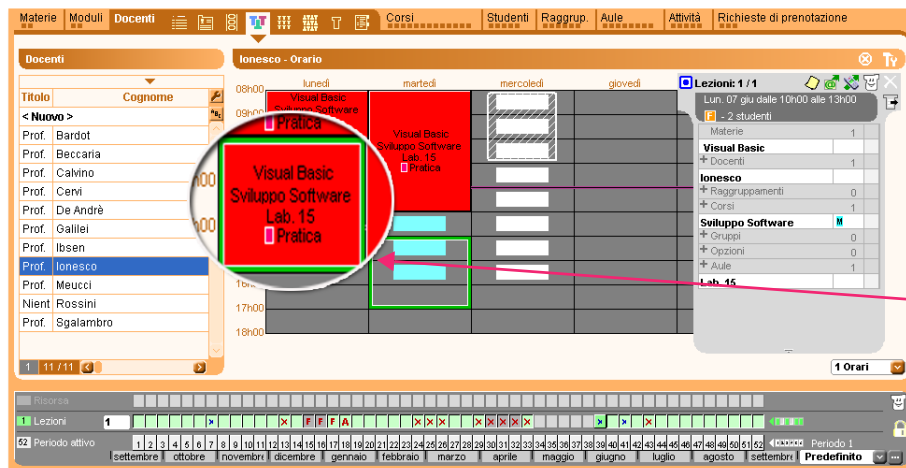 Materie Moduli Docenti Corsi Studenti Raggrup. Aule Attività Richieste di prenotazione
Docenti
Ionesco - Orario
Titolo Cognome
< Nuovo >
Prof. Bardot
Prof. Beccaria
Prof. Calvino
Prof. Cervi
Prof. De Andrè
Prof. Galilei
Prof. Ibsen
Prof. Ionesco
Prof. Meucci
Nient Rossini
Prof. Sgalambro
1 11 /11
lunedì martedì mercoledì giovedì
08h00
09h00
17h00
18h00
Visual Basic
Sviluppo Software
Pratica
Visual Basic
Sviluppo Software
Lab. 15
Pratica
Visual Basic
Sviluppo Software
Lab. 15
Pratica
Lezioni: 1 / 1
Lun. 07 giu dalle 10h00 alle 13h00
F - 2 studenti
Materie 1
Visual Basic
+ Docenti 1
Ionesco
+ Raggruppamenti 0
+ Corsi 1
Sviluppo Software M
+ Gruppi 0
+ Opzioni 0
+ Aule 1
Lab. 15
1 Orari
Risorsa
1 Lezioni 1 x x F F F A x x x x x x x x x x x
52 Periodo attivo 1 2 3 4 5 6 7 8 9 10 11 12 13 14 15 16 17 18 19 20 21 22 23 24 25 26 27 28 29 30 31 32 33 34 35 36 37 38 39 40 41 42 43 44 45 46 47 48 49 50 51 52 Periodo 1
settembre ottobre novembre dicembre gennaio febbraio marzo aprile maggio giugno luglio agosto settembre Predefinito